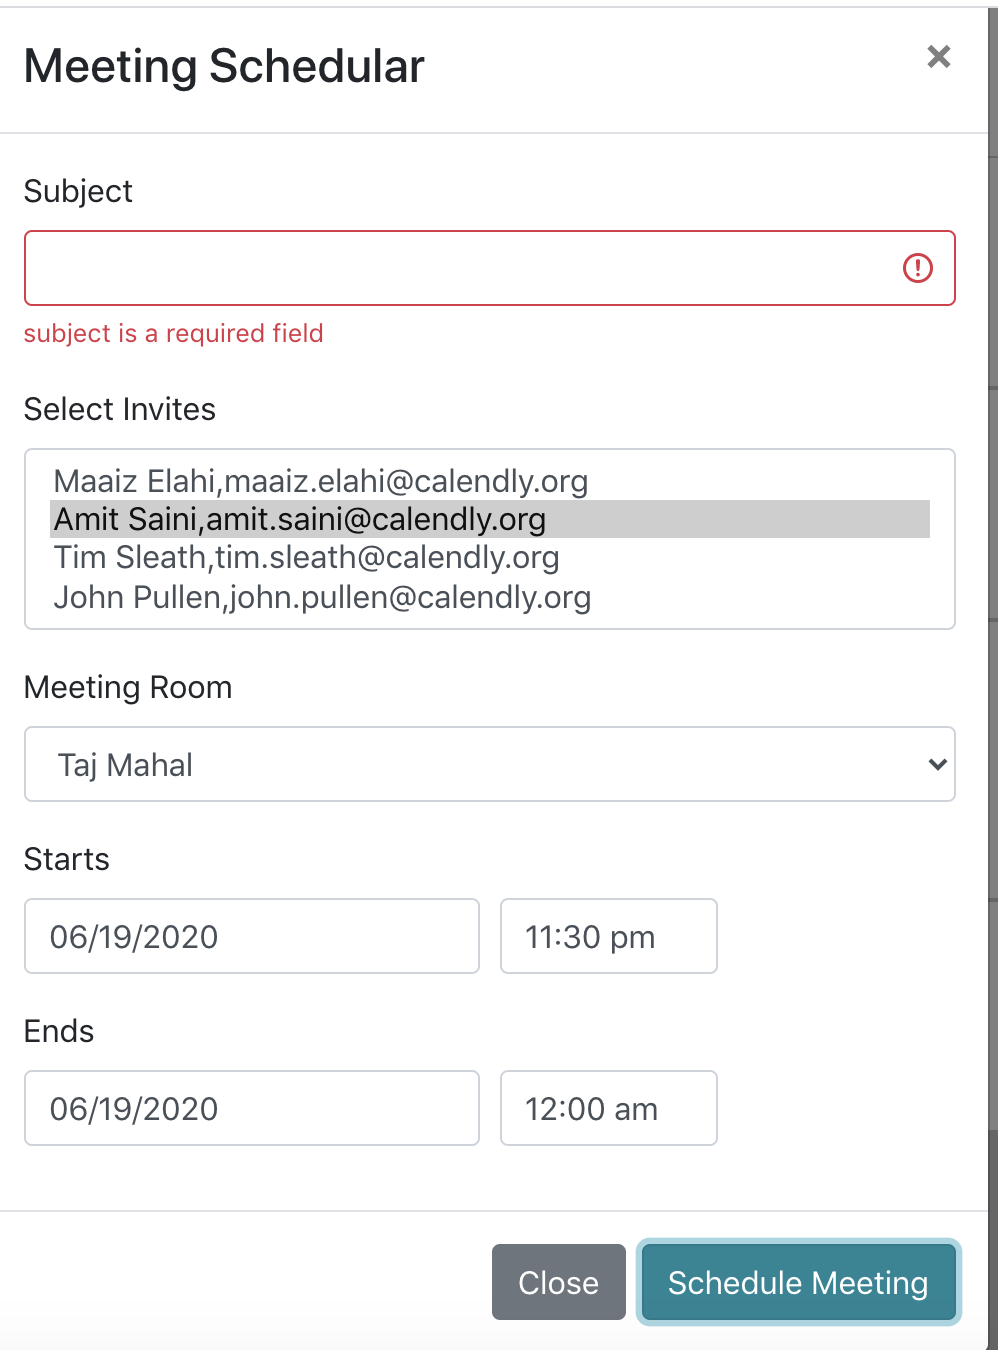 Meeting Schedular
×
Subject
subject is a required field
Select Invites
Maaiz Elahi,maaiz.elahi@calendly.org
Amit Saini,amit.saini@calendly.org
Tim Sleath,tim.sleath@calendly.org
John Pullen,john.pullen@calendly.org
Meeting Room
Taj Mahal
Starts
06/19/2020 11:30 pm
Ends
06/19/2020 12:00 am
Close Schedule Meeting